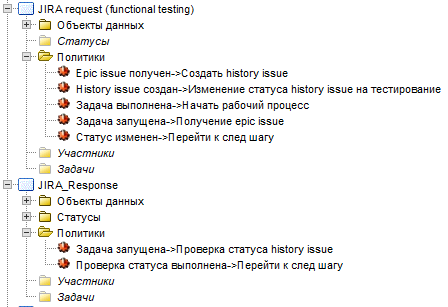 JIRA request (functional testing)
Объекты данных
Статусы
Политики
Epic issue получен->Создать history issue
History issue создан->Изменение статуса history issue на тестирование
Задача выполнена->Начать рабочий процесс
Задача запущена->Получение epic issue
Статус изменен->Перейти к след шагу
Участники
Задачи
JIRA_Response
Объекты данных
Статусы
Политики
Задача запущена->Проверка статуса history issue
Проверка статуса выполнена->Перейти к след шагу
Участники
Задачи